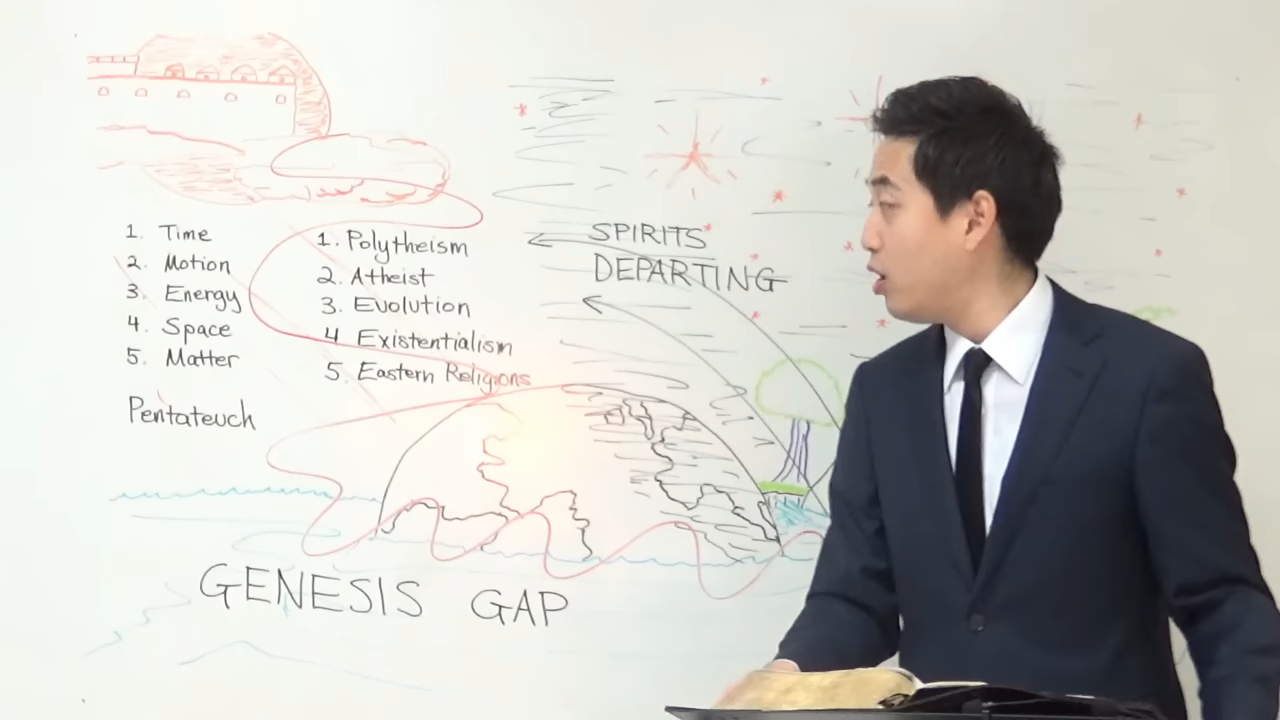 1. Time
2. Motion
3. Energy
4. Space
5. Matter
Pentateuch
1. Polytheism
2. Atheist
3. Evolution
4 Existentialism
5. Eastern Religions
SPIRITS
DEPARTING
GENESIS GAP